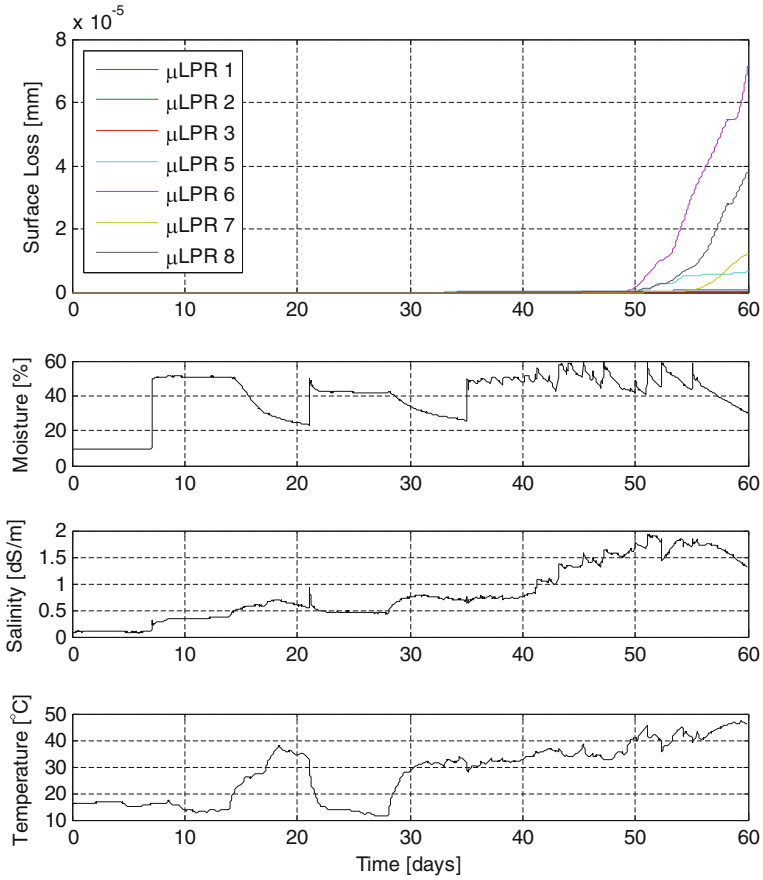 x 10⁻⁵
8
6
4
2
0
Surface Loss [mm]
μLPR 1
μLPR 2
μLPR 3
μLPR 5
μLPR 6
μLPR 7
μLPR 8
0 10 20 30 40 50 60
60
40
20
0
Moisture [%]
0 10 20 30 40 50 60
2
1.5
1
0.5
0
Salinity [dS/m]
0 10 20 30 40 50 60
50
40
30
20
10
Temperature [°C]
0 10 20 30 40 50 60
Time [days]